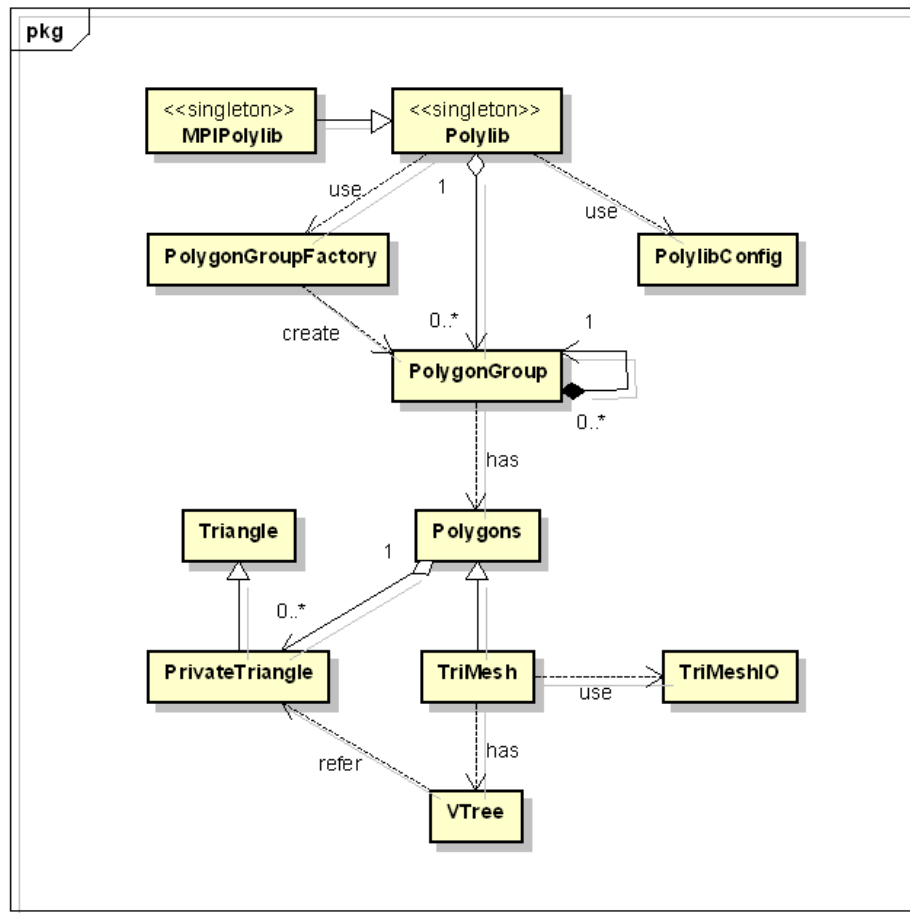 pkg
<<singleton>>
MPIPolylib
<<singleton>>
Polylib
use
1
use
PolygonGroupFactory
PolylibConfig
create
0..*
1
PolygonGroup
0..*
has
Triangle
Polygons
1
0..*
PrivateTriangle
TriMesh
TriMeshIO
use
refer
has
VTree